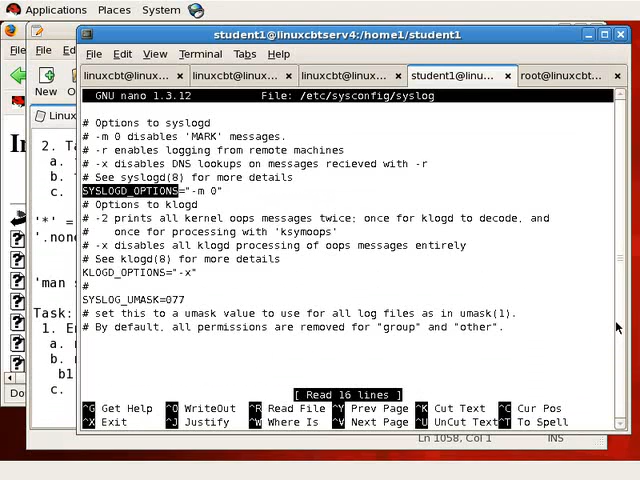 Applications Places System
student1@linuxcbtserv4:/home1/student1
File Edit View Terminal Tabs Help
linuxcbt@linux... linuxcbt@linux... linuxcbt@linux... student1@linu... root@linuxcbt...
GNU nano 1.3.12 File: /etc/sysconfig/syslog
# Options to syslogd
# -m 0 disables 'MARK' messages.
# -r enables logging from remote machines
# -x disables DNS lookups on messages recieved with -r
# See syslogd(8) for more details
SYSLOGD_OPTIONS="-m 0"
# Options to klogd
# -2 prints all kernel oops messages twice; once for klogd to decode, and
# once for processing with 'ksymoops'
# -x disables all klogd processing of oops messages entirely
# See klogd(8) for more details
KLOGD_OPTIONS="-x"
#
SYSLOG_UMASK=077
# set this to a umask value to use for all log files as in umask(1).
# By default, all permissions are removed for "group" and "other".
[ Read 16 lines ]
^G Get Help ^O WriteOut ^R Read File ^Y Prev Page ^K Cut Text ^C Cur Pos
^X Exit ^J Justify ^W Where Is ^V Next Page ^U UnCut Text ^T To Spell
File
New
Linux
2. Ta
a.
b.
c.
'*' =
'.none
'man s
Task:
1. En
a.
b.
b1
c.
Ln 1058, Col 1 INS